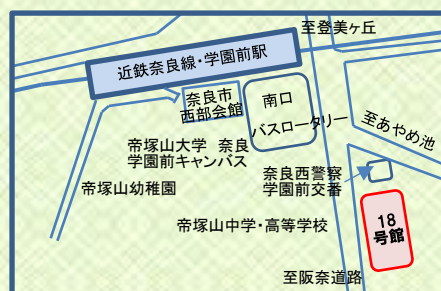 至登美ヶ丘
近鉄奈良線・学園前駅
奈良市
西部会館
南口
バスロータリー
至あやめ池
帝塚山大学　奈良
学園前キャンパス
奈良西警察
学園前交番
帝塚山幼稚園
帝塚山中学・高等学校
18
号館
至阪奈道路